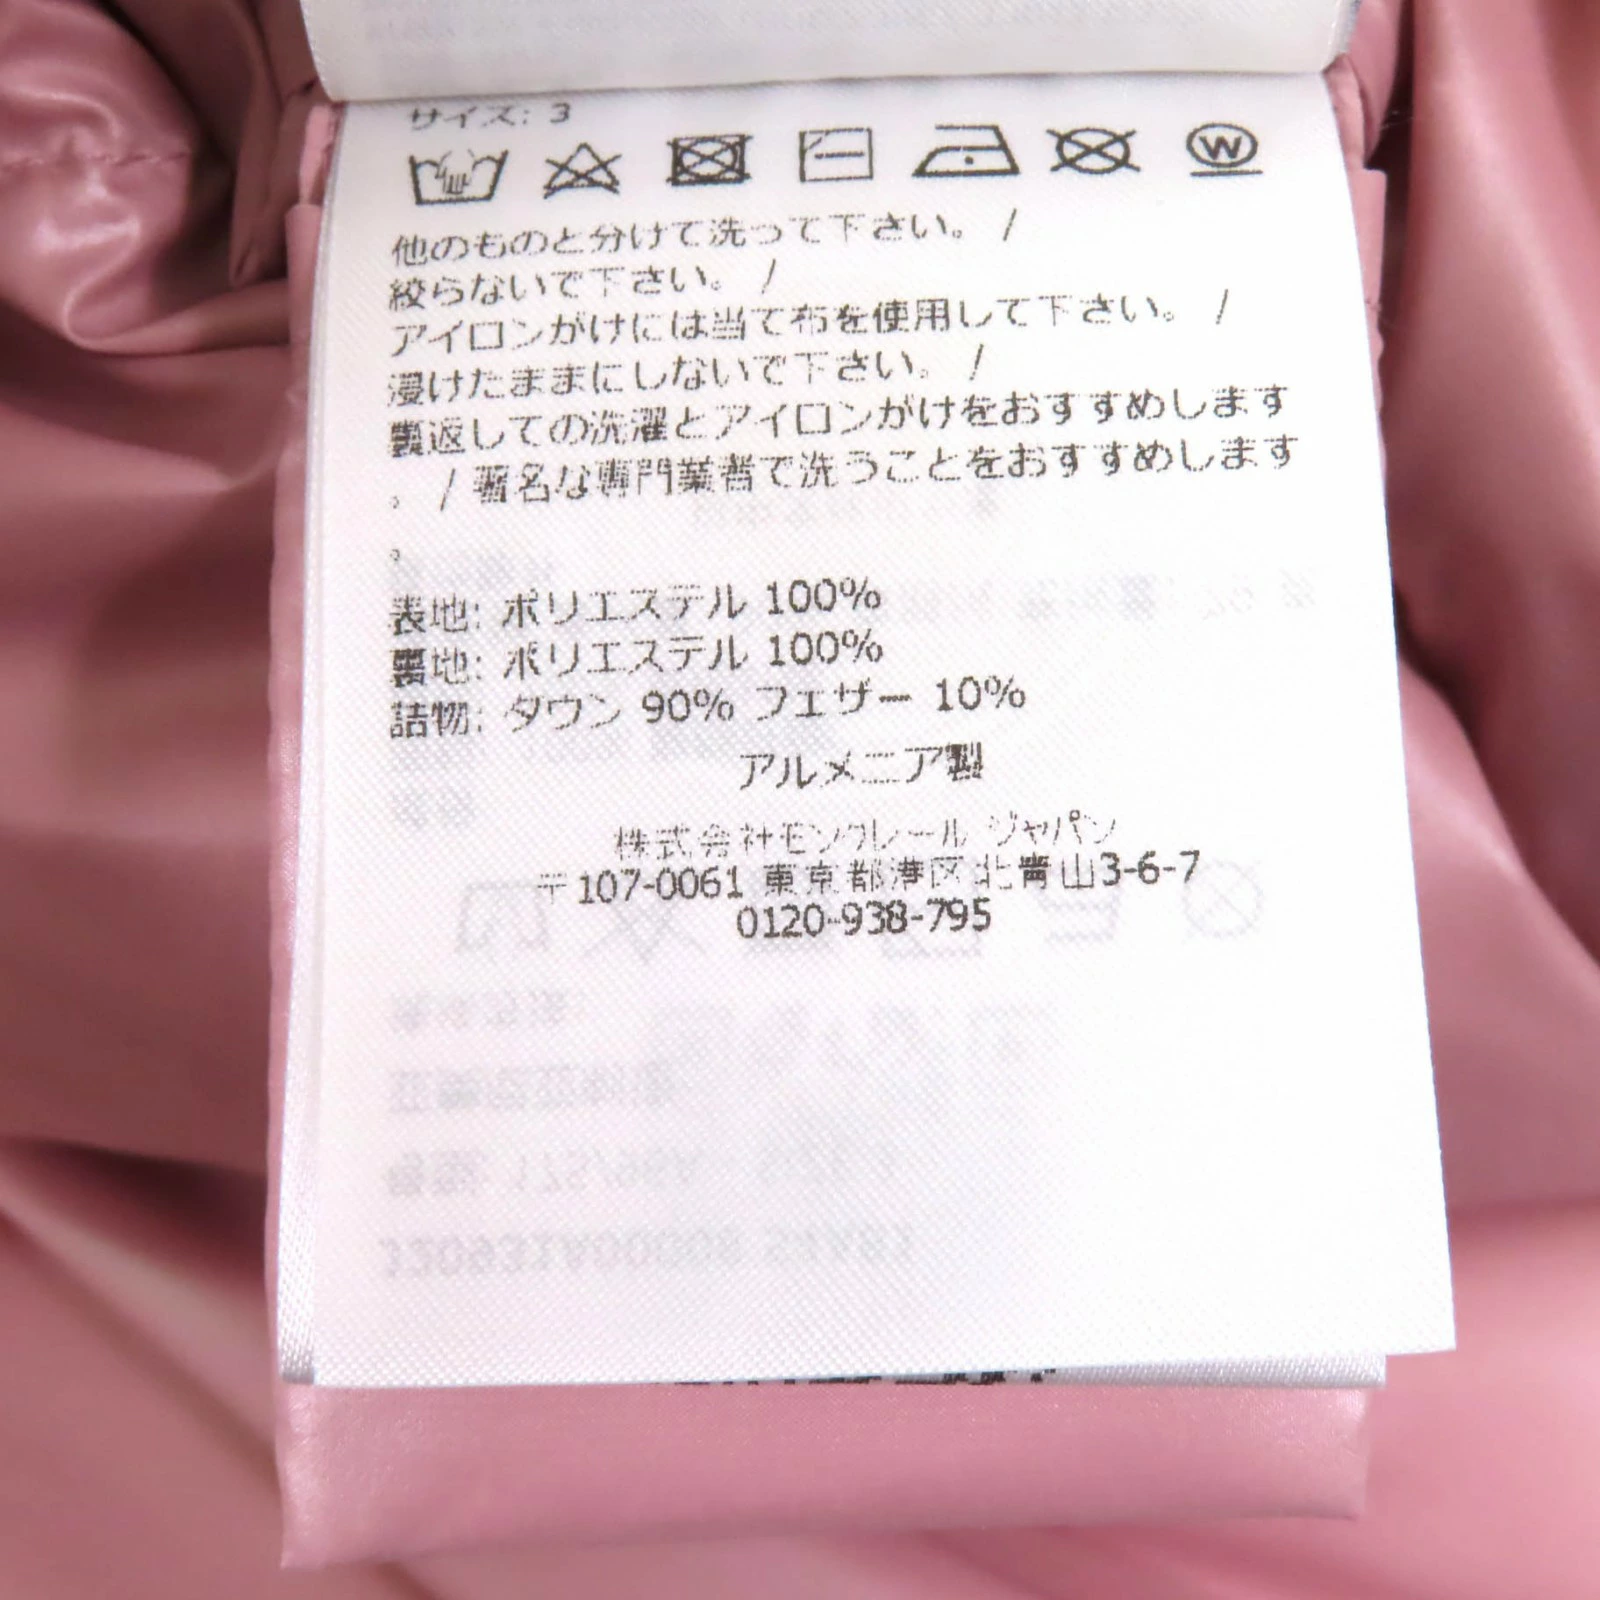 サイズ: 3
他のものと分けて洗って下さい。 /
絞らないで下さい。 /
アイロンがけには当て布を使用して下さい。 /
浸けたままにしないで下さい。 /
裏返しての洗濯とアイロンがけをおすすめします
。 / 著名な専門業者で洗うことをおすすめします
。
表地: ポリエステル 100%
裏地: ポリエステル 100%
詰物: ダウン 90% フェザー 10%
アルメニア製
株式会社モンクレール ジャパン
〒107-0061 東京都港区北青山3-6-7
0120-938-795